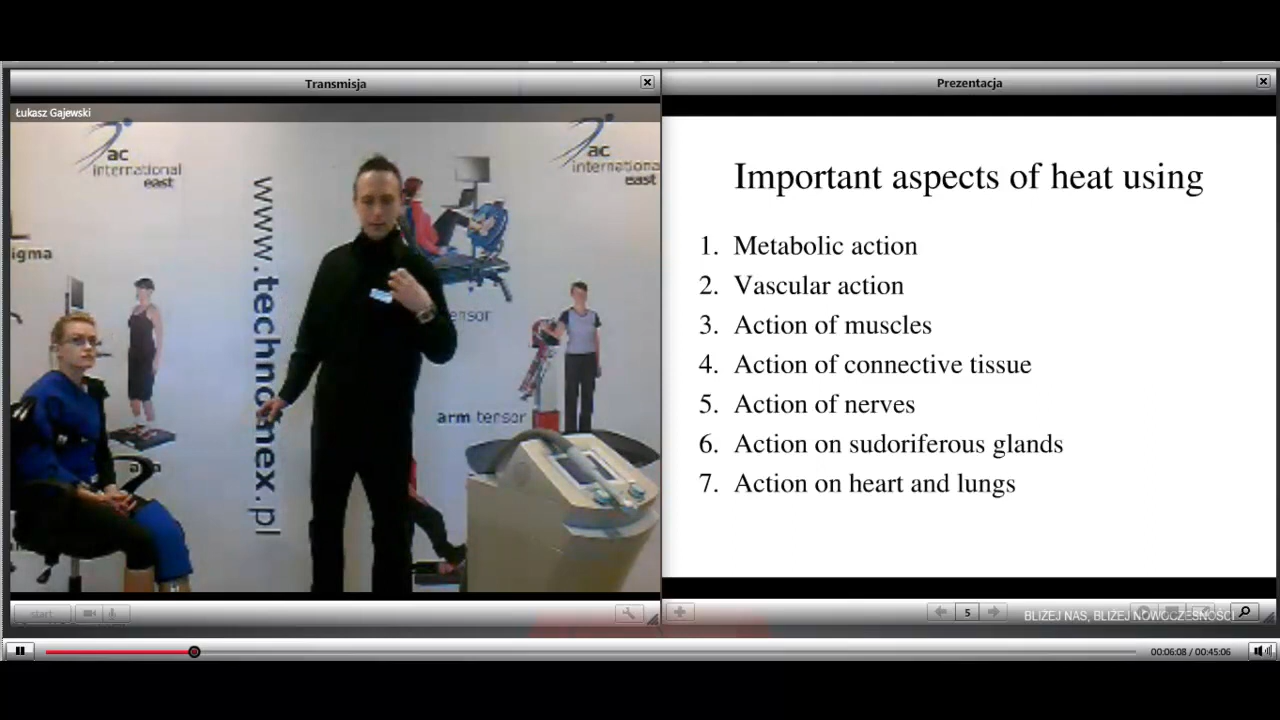 Transmisja
Łukasz Gajewski
ac
international
east
ac
internationa
east
igma
www.technomex.pl
tensor
arm tensor
start
Prezentacja
Important aspects of heat using
1. Metabolic action
2. Vascular action
3. Action of muscles
4. Action of connective tissue
5. Action of nerves
6. Action on sudoriferous glands
7. Action on heart and lungs
5
BLIŻEJ NAS, BLIŻEJ NOWOCZESNOŚCI
00:06:08 / 00:45:06